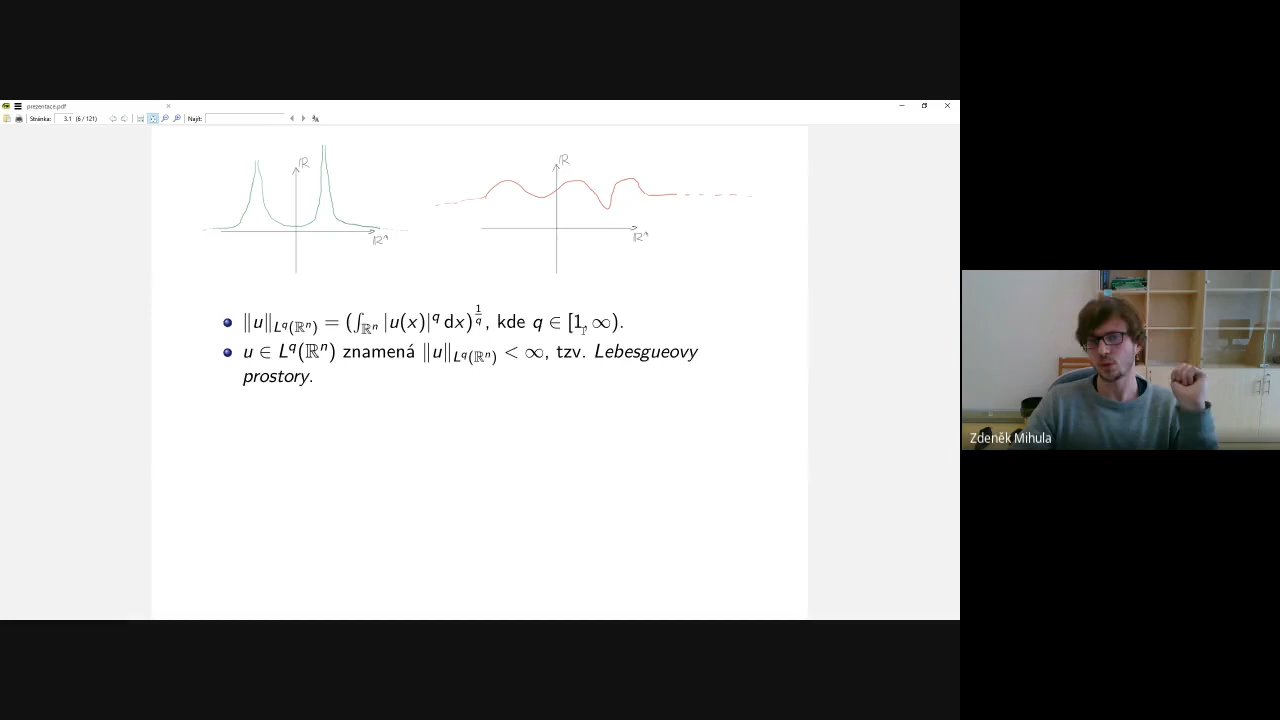 prezentace.pdf
Stránka: 3.1 (6 / 121) Najít:
ℝ ℝ
ℝⁿ ℝⁿ
‖u‖_{L^q(ℝⁿ)} = (∫_{ℝⁿ} |u(x)|^q dx)^{1/q}, kde q ∈ [1, ∞).
u ∈ L^q(ℝⁿ) znamená ‖u‖_{L^q(ℝⁿ)} < ∞, tzv. Lebesgueovy
prostory.
Zdeněk Mihula